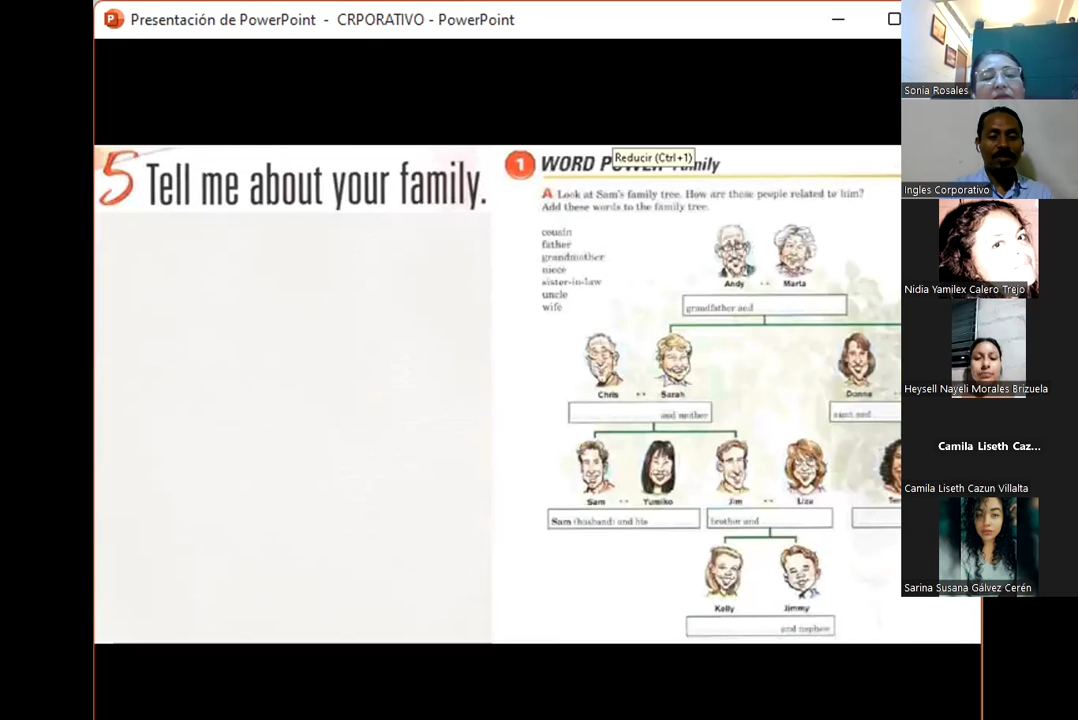 Presentación de PowerPoint - CRPORATIVO - PowerPoint
5 Tell me about your family.
1 WORD P
Reducir (Ctrl+1)
mily
A Look at Sam's family tree. How are these people related to him?
Add these words to the family tree.
cousin
father
grandmother
niece
sister-in-law
uncle
wife
Andy Marta
grandfather and
Chris Sarah Donna
and mother aunt and
Sam Yumiko Jim Liza
Sam (husband) and his brother and
Kelly Jimmy
and nephew
Sonia Rosales
Ingles Corporativo
Nidia Yamilex Calero Trejo
Heysell Nayeli Morales Brizuela
Camila Liseth Caz...
Camila Liseth Cazun Villalta
Sarina Susana Gálvez Cerén